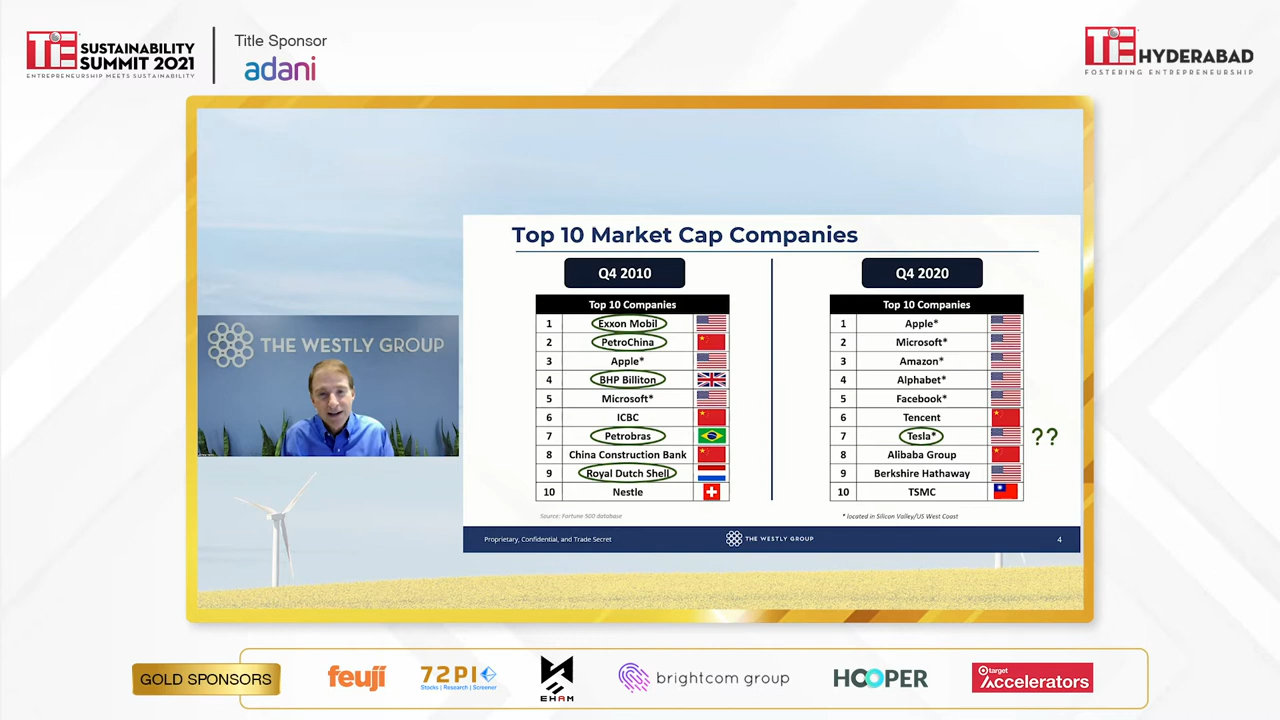 TiE SUSTAINABILITY
SUMMIT 2021
ENTREPRENEURSHIP MEETS SUSTAINABILITY
Title Sponsor
adani
TiE HYDERABAD
FOSTERING ENTREPRENEURSHIP
THE WESTLY GROUP
Top 10 Market Cap Companies
Q4 2010
Top 10 Companies
1 Exxon Mobil
2 PetroChina
3 Apple*
4 BHP Billiton
5 Microsoft*
6 ICBC
7 Petrobras
8 China Construction Bank
9 Royal Dutch Shell
10 Nestle
Source: Fortune 500 database
Q4 2020
Top 10 Companies
1 Apple*
2 Microsoft*
3 Amazon*
4 Alphabet*
5 Facebook*
6 Tencent
7 Tesla* ??
8 Alibaba Group
9 Berkshire Hathaway
10 TSMC
* located in Silicon Valley/US West Coast
Proprietary, Confidential, and Trade Secret
THE WESTLY GROUP
4
GOLD SPONSORS
feuji
72PI
Stocks | Research | Screener
EHAM
brightcom group
HOOPER
target
Accelerators